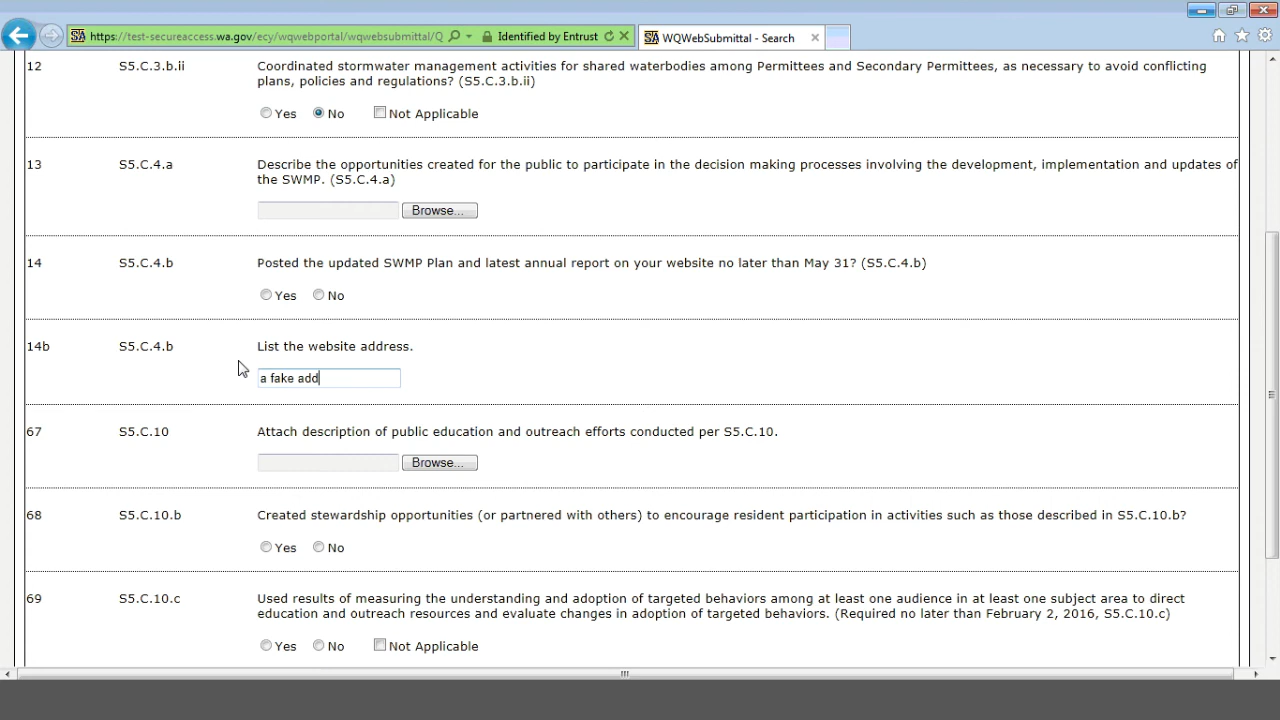 https://test-secureaccess.wa.gov/ecy/wqwebportal/wqwebsubmittal/Q
Identified by Entrust
WQWebSubmittal - Search
12 S5.C.3.b.ii Coordinated stormwater management activities for shared waterbodies among Permittees and Secondary Permittees, as necessary to avoid conflicting
plans, policies and regulations? (S5.C.3.b.ii)
Yes No Not Applicable
13 S5.C.4.a Describe the opportunities created for the public to participate in the decision making processes involving the development, implementation and updates of
the SWMP. (S5.C.4.a)
Browse...
14 S5.C.4.b Posted the updated SWMP Plan and latest annual report on your website no later than May 31? (S5.C.4.b)
Yes No
14b S5.C.4.b List the website address.
a fake add
67 S5.C.10 Attach description of public education and outreach efforts conducted per S5.C.10.
Browse...
68 S5.C.10.b Created stewardship opportunities (or partnered with others) to encourage resident participation in activities such as those described in S5.C.10.b?
Yes No
69 S5.C.10.c Used results of measuring the understanding and adoption of targeted behaviors among at least one audience in at least one subject area to direct
education and outreach resources and evaluate changes in adoption of targeted behaviors. (Required no later than February 2, 2016, S5.C.10.c)
Yes No Not Applicable